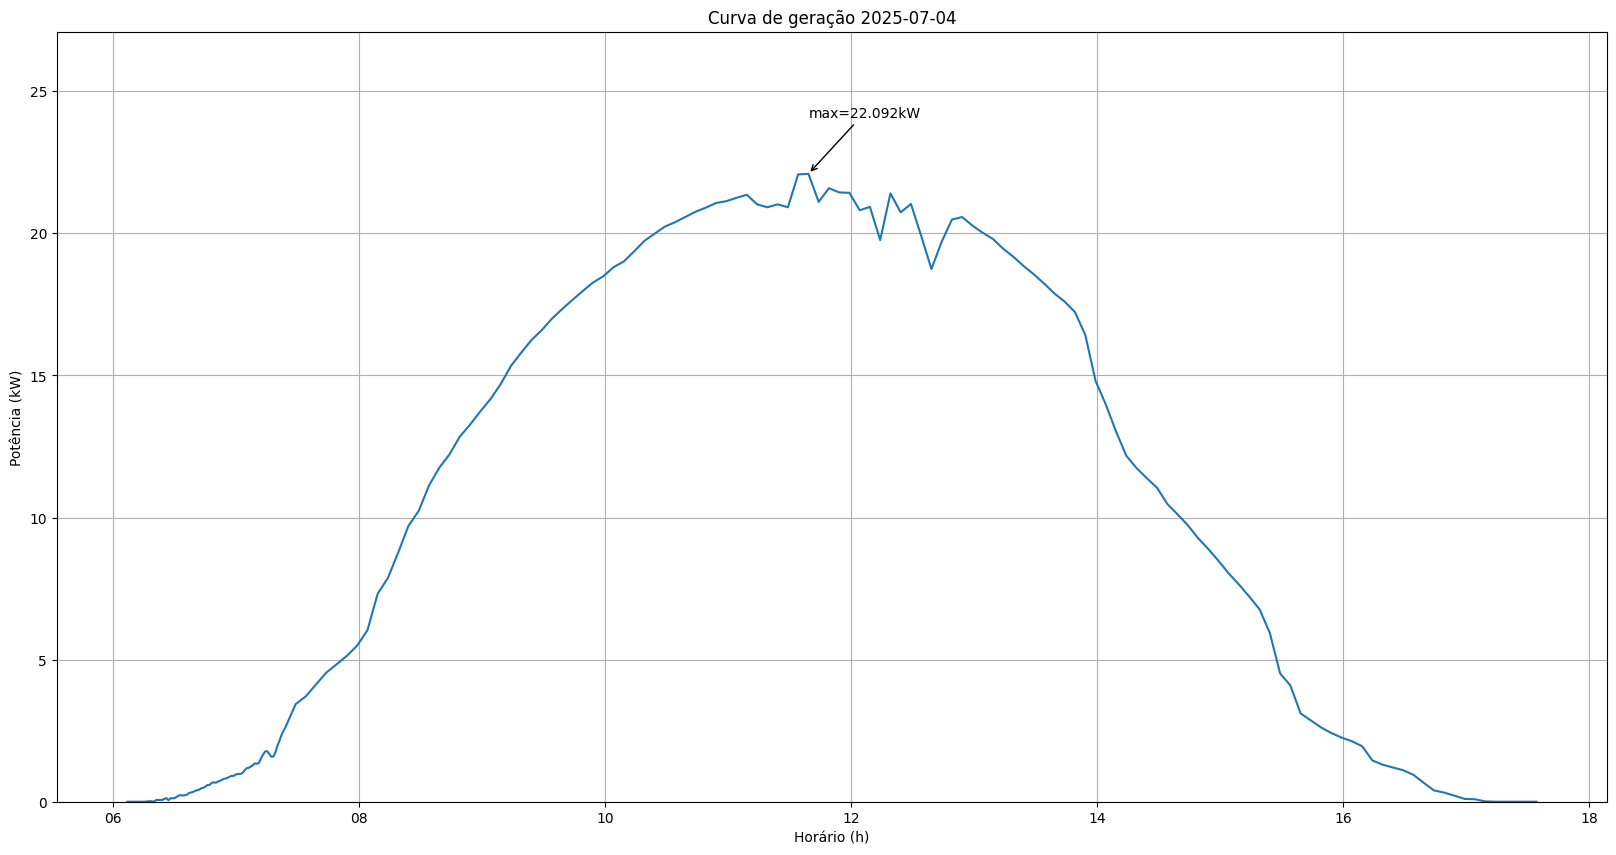 Curva de geração 2025-07-04
max=22.092kW
Potência (kW)
25
20
15
10
5
0
06 08 10 12 14 16 18
Horário (h)